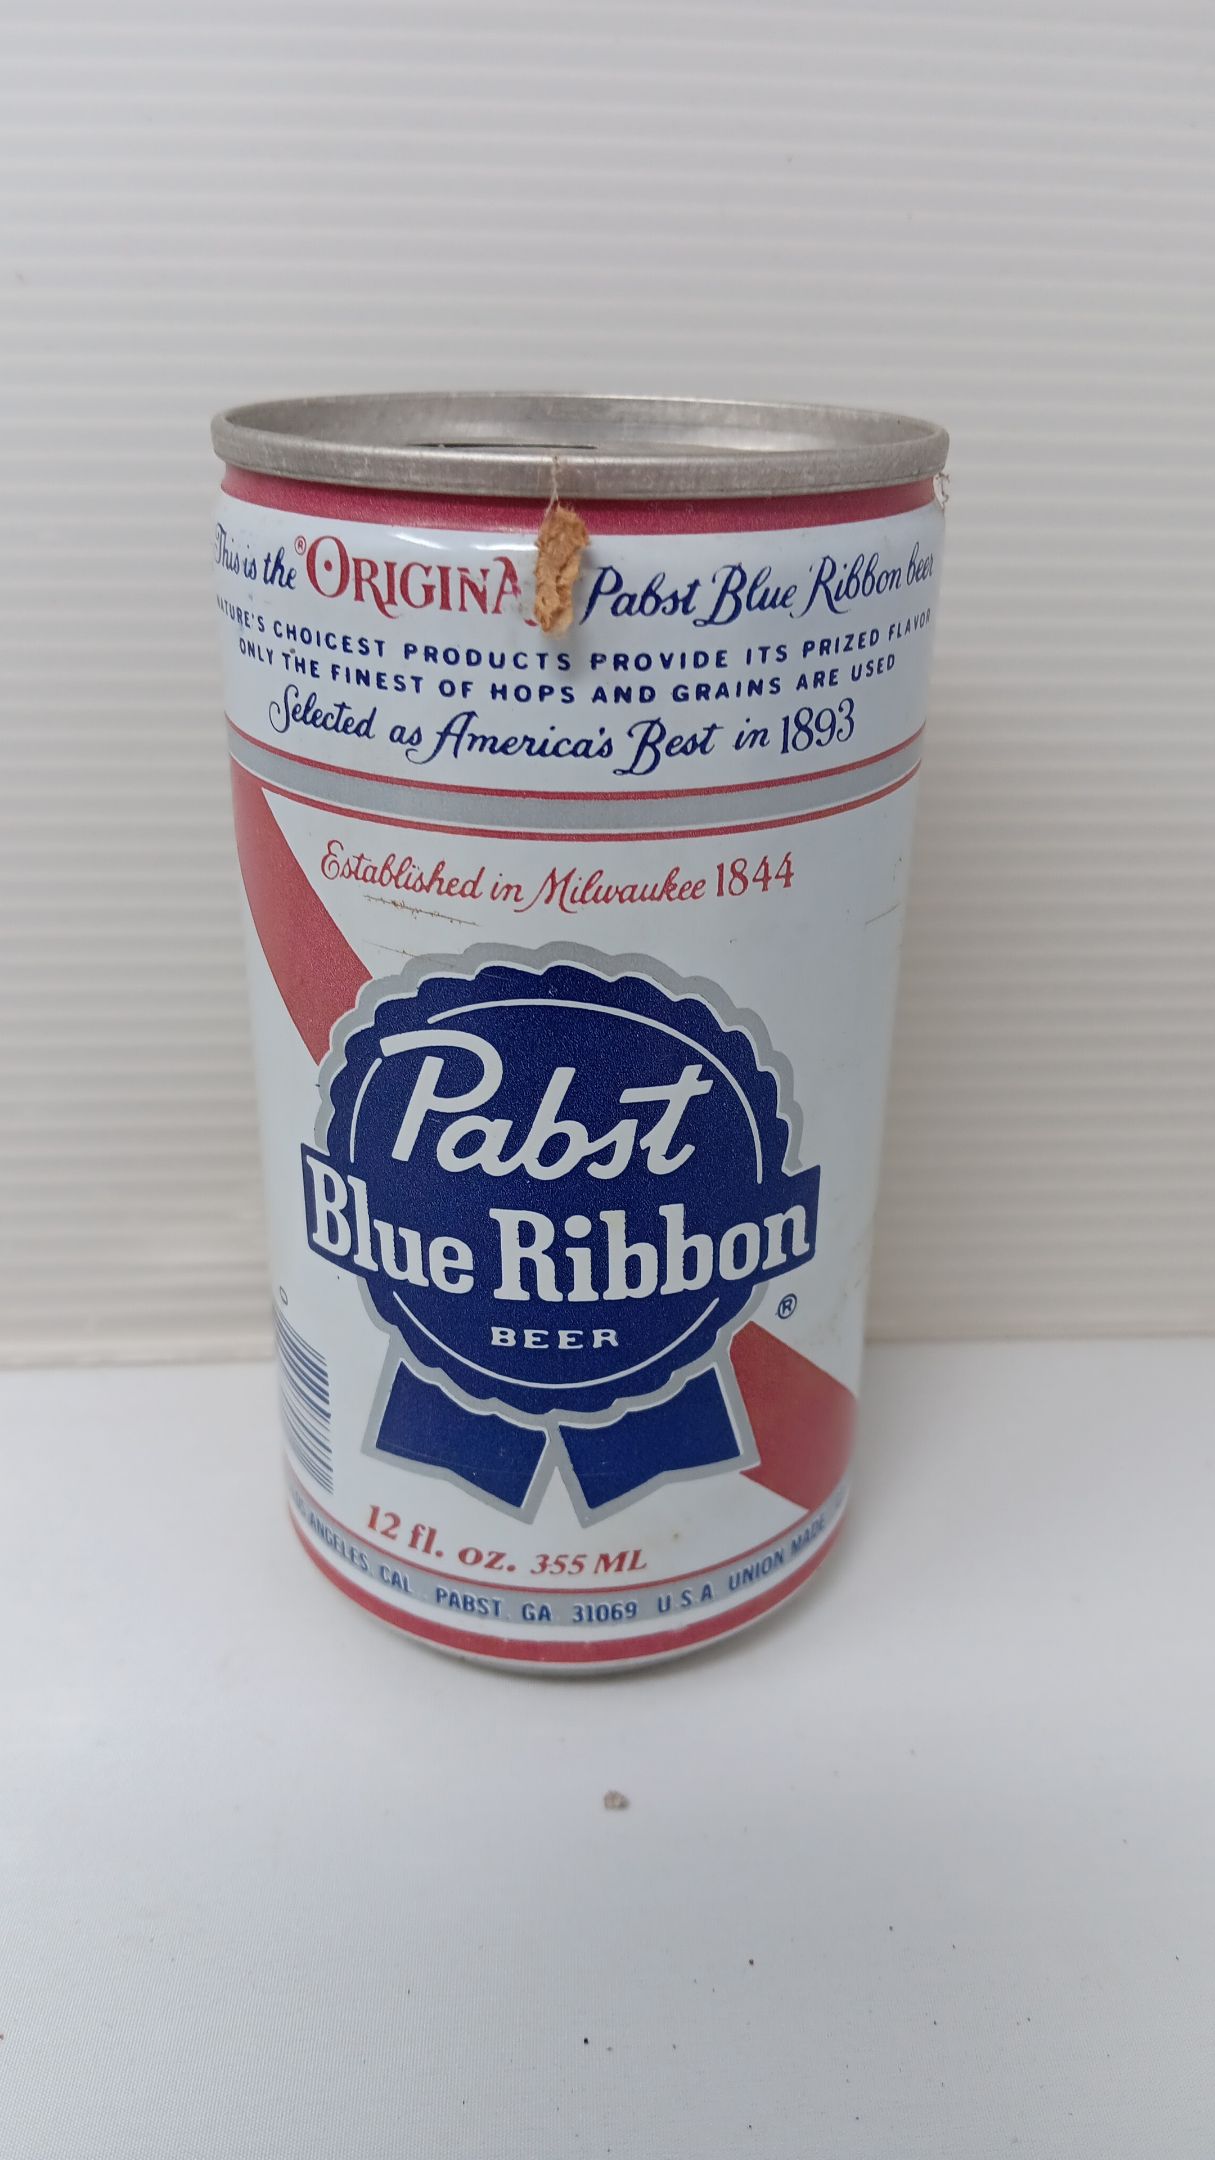 This is the ORIGINA Pabst Blue Ribbon beer
NATURE'S CHOICEST PRODUCTS PROVIDE ITS PRIZED FLAVOR
ONLY THE FINEST OF HOPS AND GRAINS ARE USED
Selected as America's Best in 1893
Established in Milwaukee 1844
Pabst
Blue Ribbon
BEER
®
12 fl. oz. 355 ML
ANGELES, CAL. PABST, GA 31069 U.S.A. UNION MADE